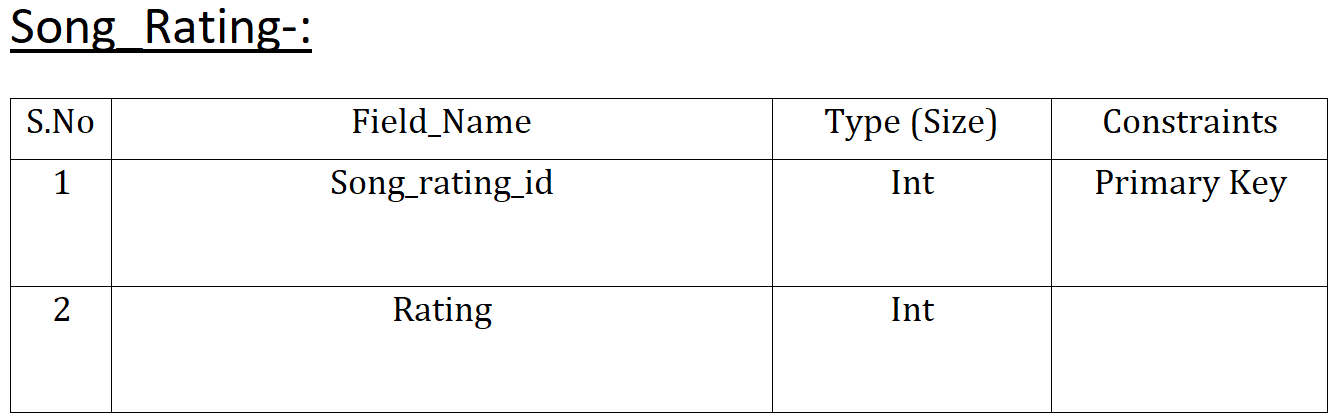 Song_Rating-:
S.No Field_Name Type (Size) Constraints
1 Song_rating_id Int Primary Key
2 Rating Int